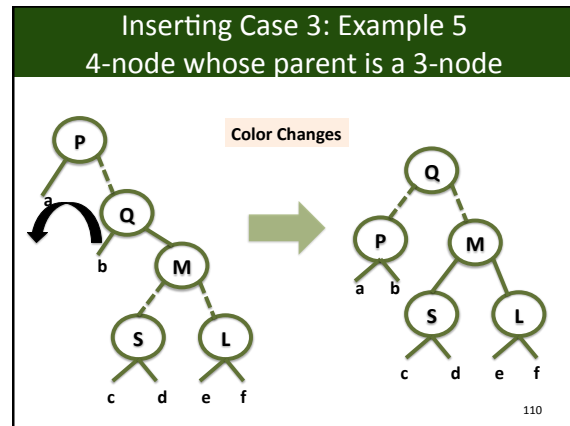 Inserting Case 3: Example 5
4-node whose parent is a 3-node
Color Changes
P
a
Q
b
M
S
L
c d e f
Q
P
M
a b
S
L
c d e f
110